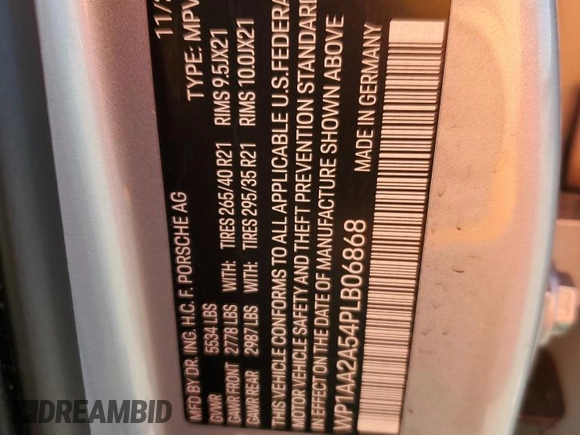 MFD BY DR. ING. H.C. F. PORSCHE AG 11/
GVWR 5534 LBS TYPE: MPV
GAWR FRONT 2778 LBS WITH: TIRES 265/40 R21 RIMS 9.5JX21
GAWR REAR 2987 LBS WITH: TIRES 295/35 R21 RIMS 10.0JX21
THIS VEHICLE CONFORMS TO ALL APPLICABLE U.S. FEDERA
MOTOR VEHICLE SAFETY AND THEFT PREVENTION STANDARD
IN EFFECT ON THE DATE OF MANUFACTURE SHOWN ABOVE
WP1AA2A54PLB06868 MADE IN GERMANY
DREAMBID